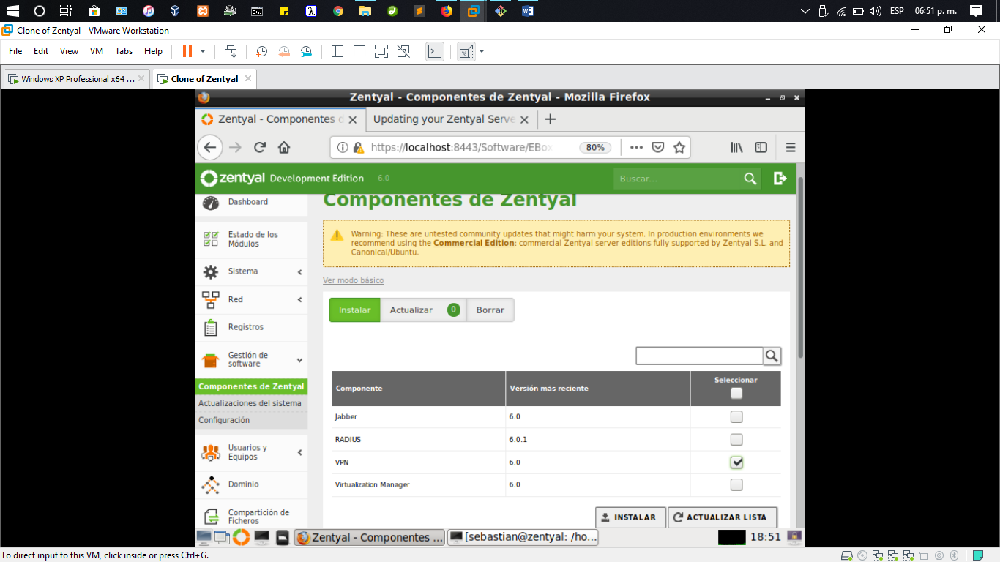 ESP 06:51 p. m.
Clone of Zentyal - VMware Workstation
File Edit View VM Tabs Help
Windows XP Professional x64 ... Clone of Zentyal
Zentyal - Componentes de Zentyal - Mozilla Firefox
Zentyal - Componentes d Updating your Zentyal Serve
https://localhost:8443/Software/EBox 80%
zentyal Development Edition 6.0 Buscar...
Dashboard
Estado de los
Módulos
Sistema
Red
Registros
Gestión de
software
Componentes de Zentyal
Actualizaciones del sistema
Configuración
Usuarios y
Equipos
Dominio
Compartición de
Ficheros
Componentes de Zentyal
Warning: These are untested community updates that might harm your system. In production environments we
recommend using the Commercial Edition: commercial Zentyal server editions fully supported by Zentyal S.L. and
Canonical/Ubuntu.
Ver modo básico
Instalar Actualizar 0 Borrar
Componente Versión más reciente Seleccionar
Jabber 6.0
RADIUS 6.0.1
VPN 6.0
Virtualization Manager 6.0
INSTALAR ACTUALIZAR LISTA
Zentyal - Componentes ... [sebastian@zentyal: /ho... 18:51
To direct input to this VM, click inside or press Ctrl+G.